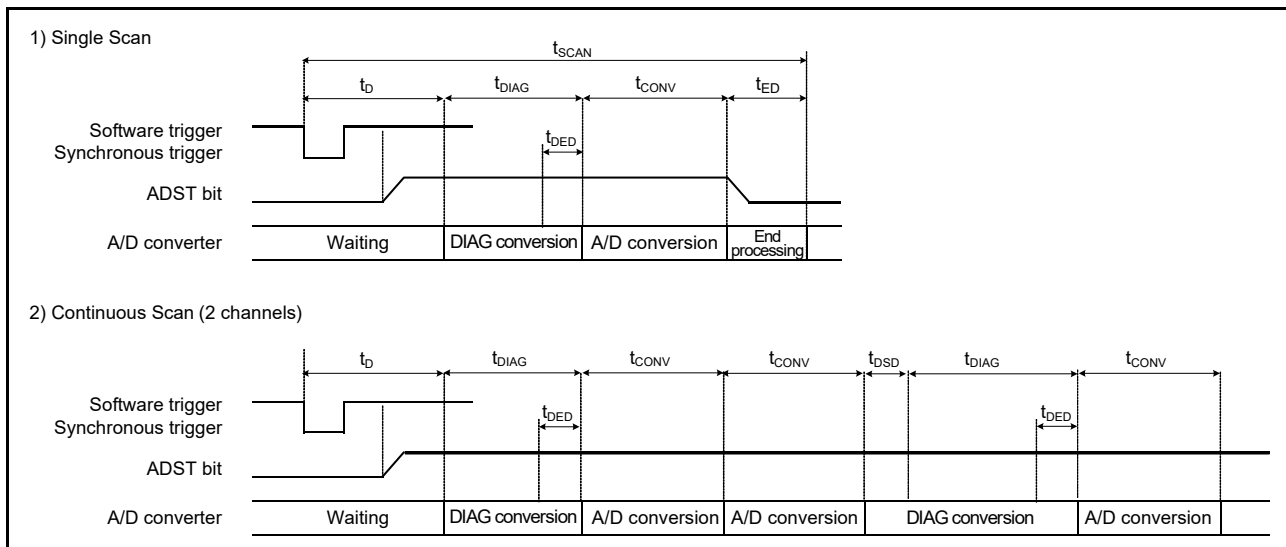 1) Single Scan
tSCAN
tD tDIAG tCONV tED
Software trigger
Synchronous trigger
tDED
ADST bit
A/D converter Waiting DIAG conversion A/D conversion End processing
2) Continuous Scan (2 channels)
tD tDIAG tCONV tCONV tDSD tDIAG tCONV
Software trigger
Synchronous trigger
tDED tDED
ADST bit
A/D converter Waiting DIAG conversion A/D conversion A/D conversion DIAG conversion A/D conversion